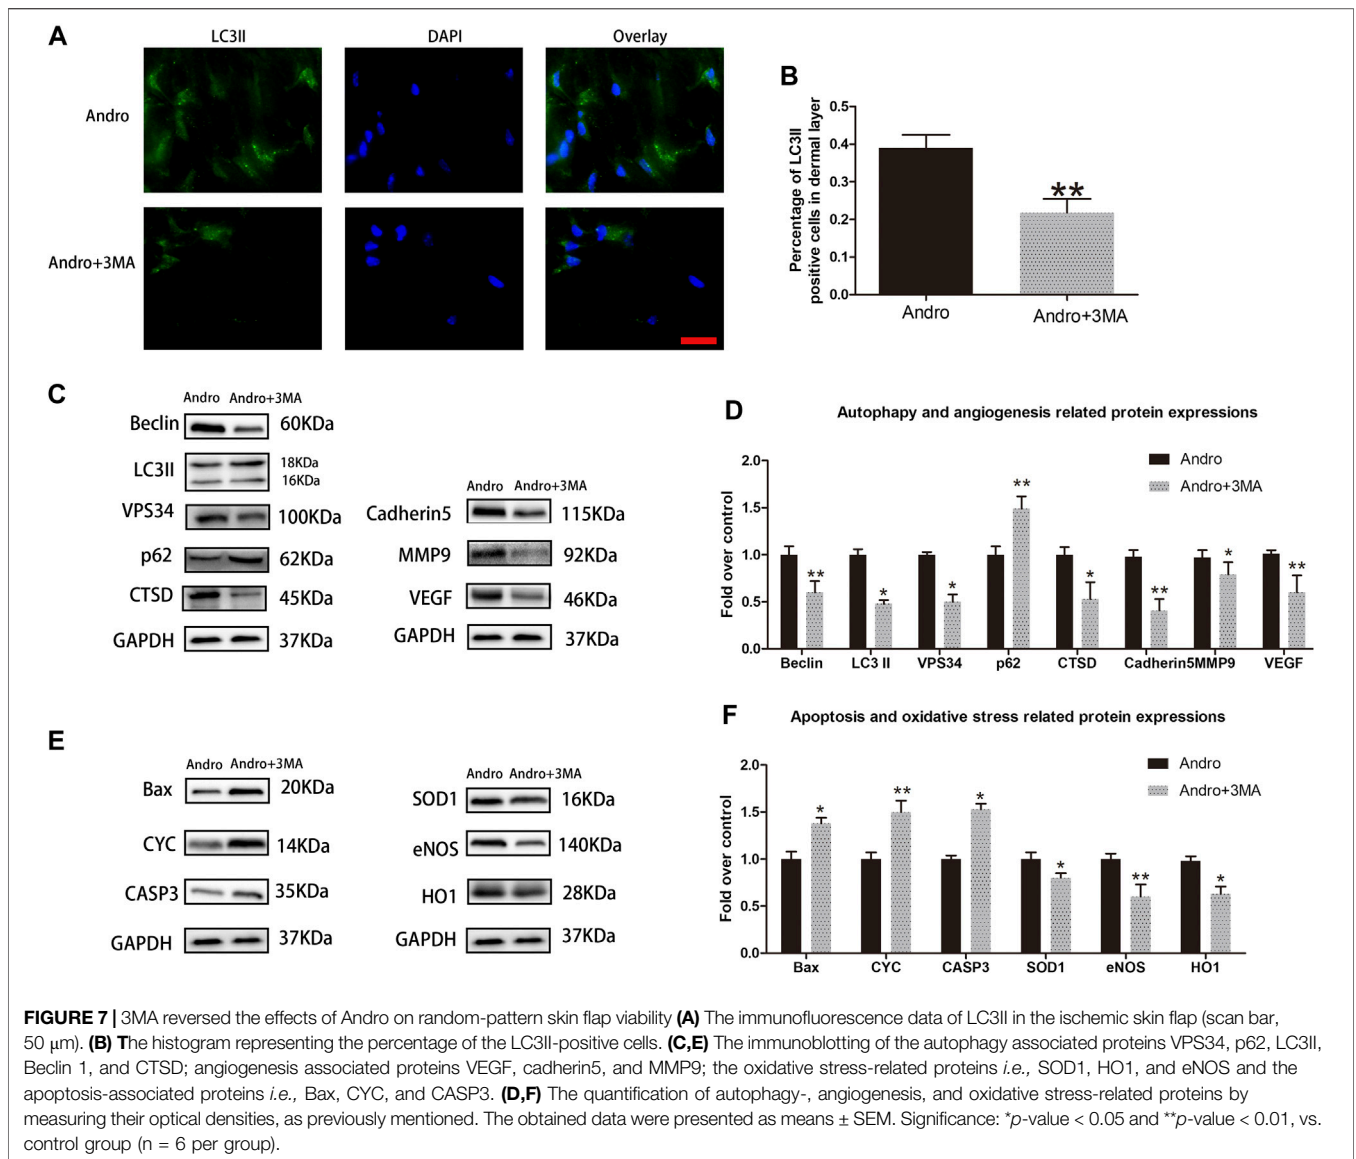 A
LC3II
DAPI
Overlay
Andro
Andro+3MA
B
Percentage of LC3II
positive cells in dermal layer
0.5
0.4
0.3
0.2
0.1
0.0
**
Andro
Andro+3MA
C
Andro Andro+3MA
Beclin 60KDa
LC3II 18KDa
16KDa
VPS34 100KDa
p62 62KDa
CTSD 45KDa
GAPDH 37KDa
Andro Andro+3MA
Cadherin5 115KDa
MMP9 92KDa
VEGF 46KDa
GAPDH 37KDa
D
Autophapy and angiogenesis related protein expressions
Fold over control
2.0
1.5
1.0
0.5
0.0
Andro
Andro+3MA
** * * ** * ** * **
Beclin LC3 II VPS34 p62 CTSD Cadherin5 MMP9 VEGF
E
Andro Andro+3MA
Bax 20KDa
CYC 14KDa
CASP3 35KDa
GAPDH 37KDa
Andro Andro+3MA
SOD1 16KDa
eNOS 140KDa
HO1 28KDa
GAPDH 37KDa
F
Apoptosis and oxidative stress related protein expressions
Fold over control
2.0
1.5
1.0
0.5
0.0
Andro
Andro+3MA
* ** * * ** *
Bax CYC CASP3 SOD1 eNOS HO1
FIGURE 7 | 3MA reversed the effects of Andro on random-pattern skin flap viability (A) The immunofluorescence data of LC3II in the ischemic skin flap (scan bar,
50 μm). (B) The histogram representing the percentage of the LC3II-positive cells. (C,E) The immunoblotting of the autophagy associated proteins VPS34, p62, LC3II,
Beclin 1, and CTSD; angiogenesis associated proteins VEGF, cadherin5, and MMP9; the oxidative stress-related proteins i.e., SOD1, HO1, and eNOS and the
apoptosis-associated proteins i.e., Bax, CYC, and CASP3. (D,F) The quantification of autophagy-, angiogenesis, and oxidative stress-related proteins by
measuring their optical densities, as previously mentioned. The obtained data were presented as means ± SEM. Significance: *p-value < 0.05 and **p-value < 0.01, vs.
control group (n = 6 per group).